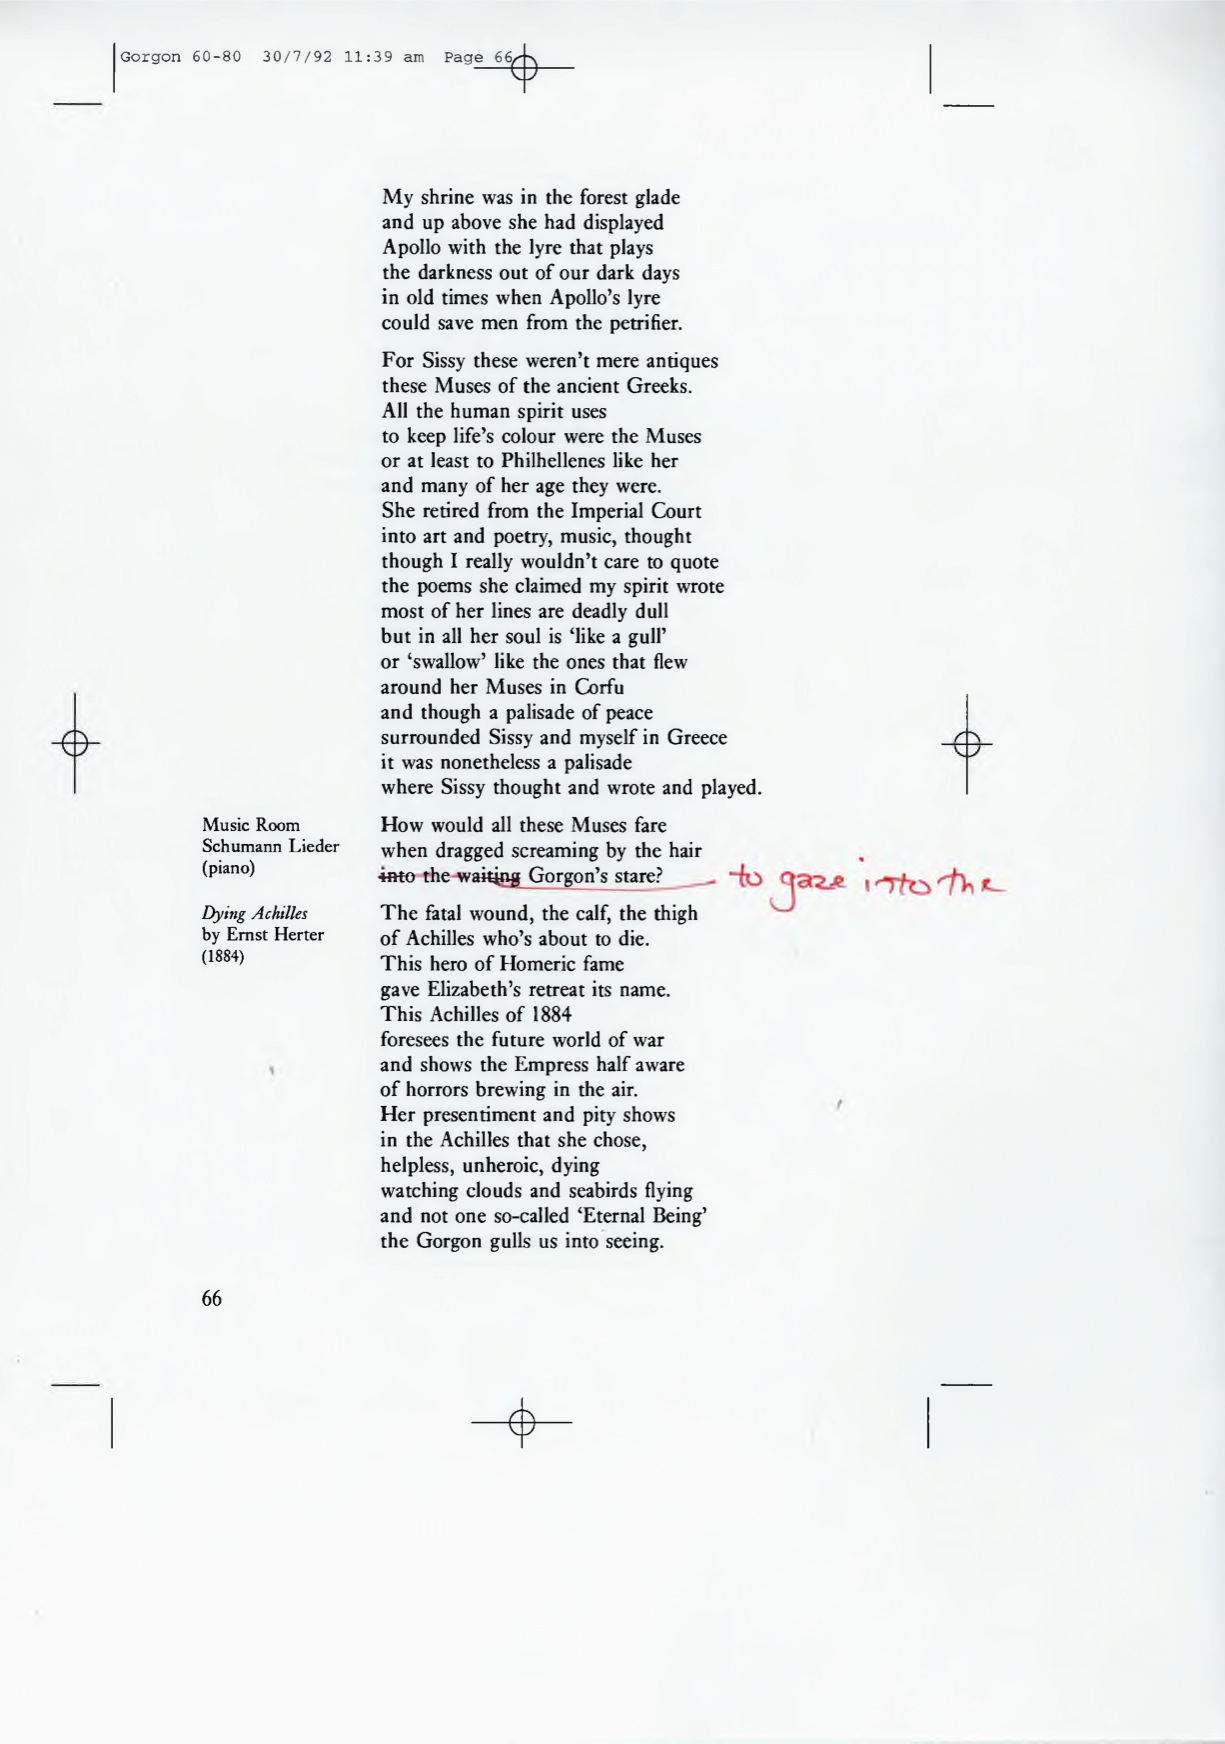 Gorgon 60-80 30/7/92 11:39 am Page 66
My shrine was in the forest glade
and up above she had displayed
Apollo with the lyre that plays
the darkness out of our dark days
in old times when Apollo's lyre
could save men from the petrifier.
For Sissy these weren't mere antiques
these Muses of the ancient Greeks.
All the human spirit uses
to keep life's colour were the Muses
or at least to Philhellenes like her
and many of her age they were.
She retired from the Imperial Court
into art and poetry, music, thought
though I really wouldn't care to quote
the poems she claimed my spirit wrote
most of her lines are deadly dull
but in all her soul is ‘like a gull’
or ‘swallow’ like the ones that flew
around her Muses in Corfu
and though a palisade of peace
surrounded Sissy and myself in Greece
it was nonetheless a palisade
where Sissy thought and wrote and played.
Music Room
Schumann Lieder
(piano)
How would all these Muses fare
when dragged screaming by the hair
into the waiting Gorgon's stare?
to gaze into the
Dying Achilles
by Ernst Herter
(1884)
The fatal wound, the calf, the thigh
of Achilles who's about to die.
This hero of Homeric fame
gave Elizabeth's retreat its name.
This Achilles of 1884
foresees the future world of war
and shows the Empress half aware
of horrors brewing in the air.
Her presentiment and pity shows
in the Achilles that she chose,
helpless, unheroic, dying
watching clouds and seabirds flying
and not one so-called ‘Eternal Being’
the Gorgon gulls us into seeing.
66